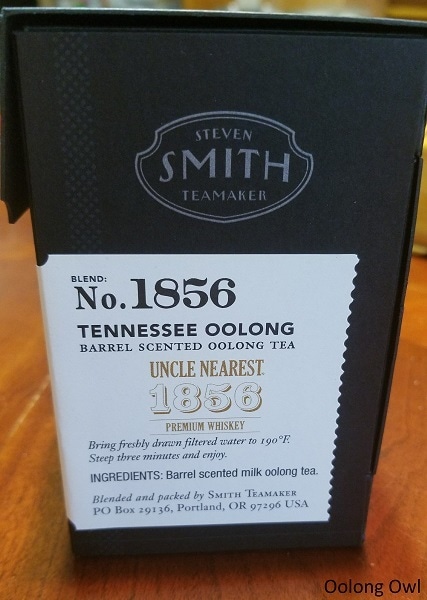 STEVEN
SMITH
TEAMAKER
BLEND:
No. 1856
TENNESSEE OOLONG
BARREL SCENTED OOLONG TEA
UNCLE NEAREST
1856
PREMIUM WHISKEY
Bring freshly drawn filtered water to 190°F.
Steep three minutes and enjoy.
INGREDIENTS: Barrel scented milk oolong tea.
Blended and packed by SMITH TEAMAKER
PO BOX 29136, PORTLAND, OR 97296 USA
Oolong Owl